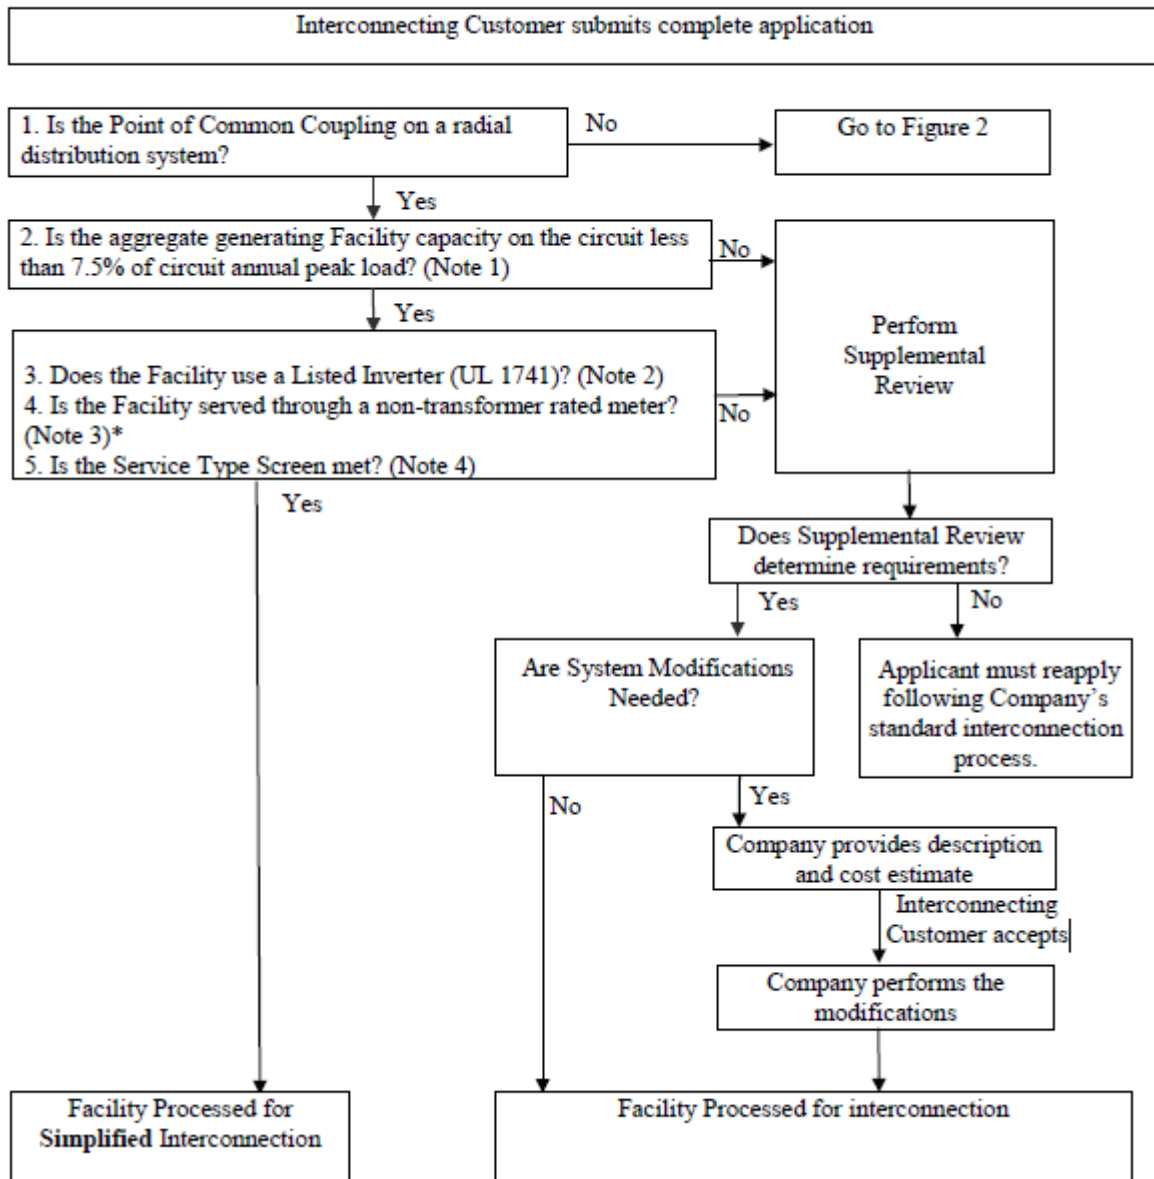 Interconnecting Customer submits complete application
1. Is the Point of Common Coupling on a radial
distribution system?
No
Go to Figure 2
Yes
2. Is the aggregate generating Facility capacity on the circuit less
than 7.5% of circuit annual peak load? (Note 1)
No
Yes
Perform
Supplemental
Review
3. Does the Facility use a Listed Inverter (UL 1741)? (Note 2)
4. Is the Facility served through a non-transformer rated meter?
(Note 3)*
5. Is the Service Type Screen met? (Note 4)
No
Yes
Does Supplemental Review
determine requirements?
Yes
No
Are System Modifications
Needed?
Applicant must reapply
following Company’s
standard interconnection
process.
No
Yes
Company provides description
and cost estimate
Interconnecting
Customer accepts
Company performs the
modifications
Facility Processed for
Simplified Interconnection
Facility Processed for interconnection